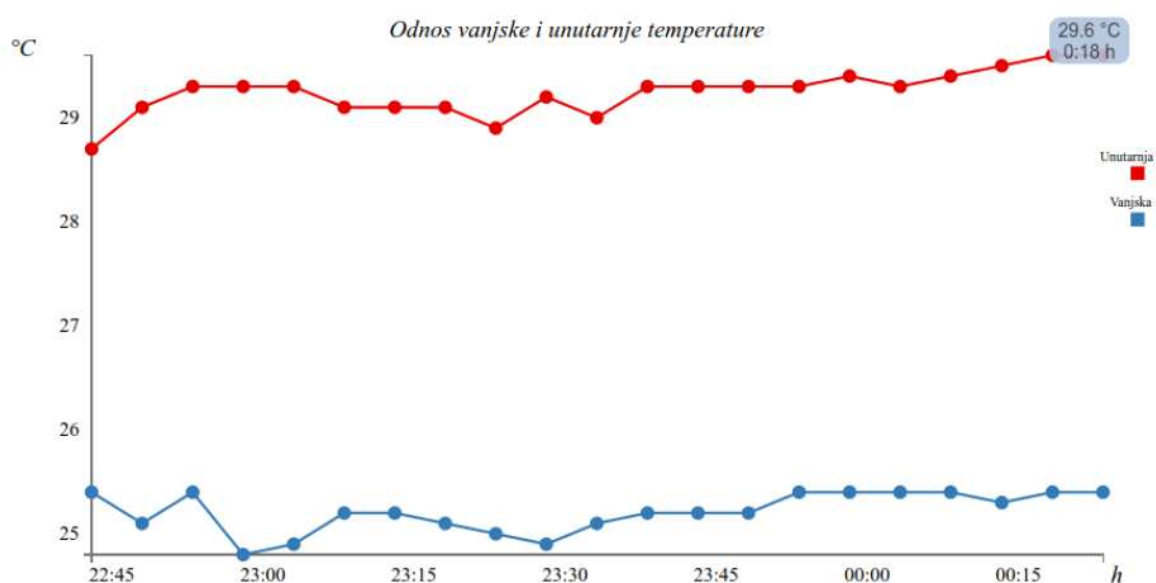 Odnos vanjske i unutarnje temperature
°C
29.6 °C
0:18 h
29
28
27
26
25
Unutarnja
Vanjska
22:45 23:00 23:15 23:30 23:45 00:00 00:15 h